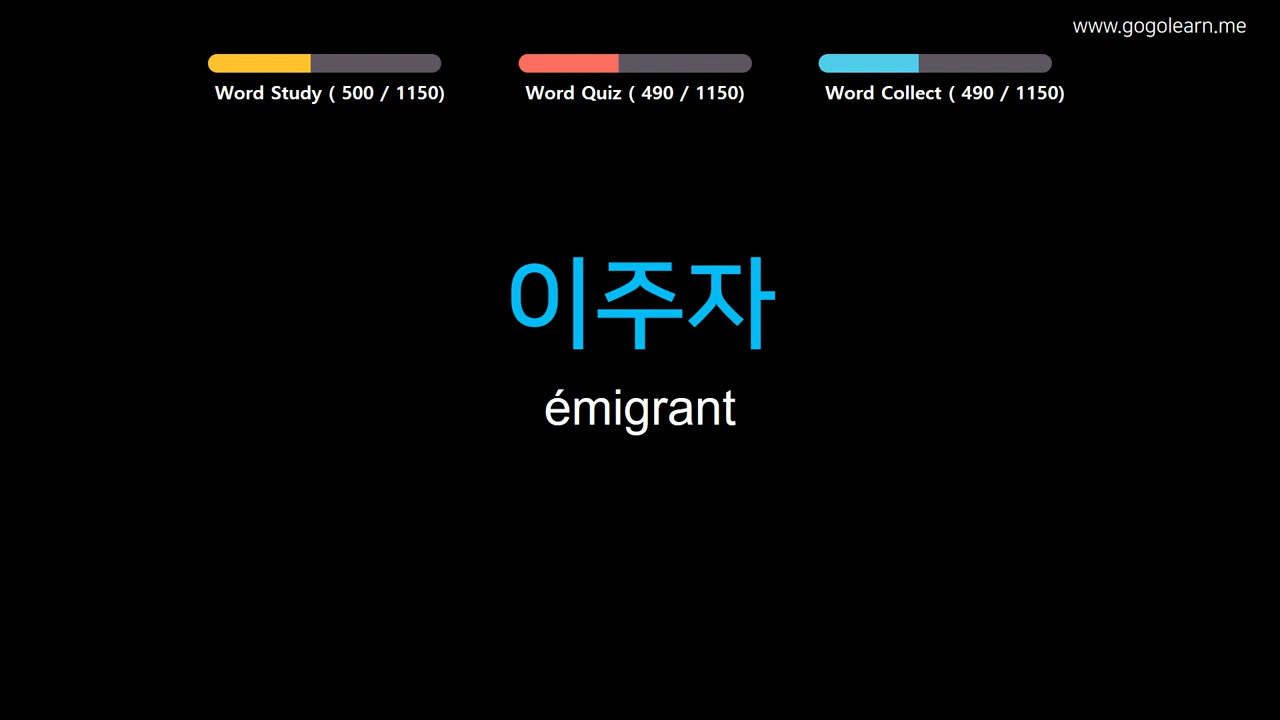 www.gogolearn.me
Word Study ( 500 / 1150)
Word Quiz ( 490 / 1150)
Word Collect ( 490 / 1150)
이주자
émigrant